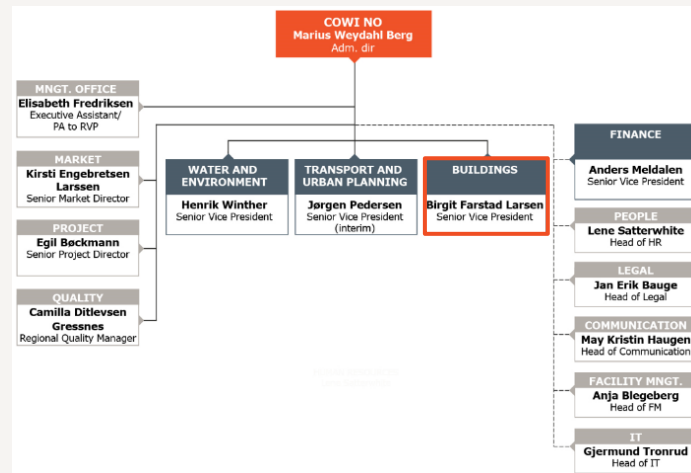 COWI NO
Marius Weydahl Berg
Adm. dir
MNGT. OFFICE
Elisabeth Fredriksen
Executive Assistant/
PA to RVP
MARKET
Kirsti Engebretsen
Larssen
Senior Market Director
PROJECT
Egil Bøckmann
Senior Project Director
QUALITY
Camilla Ditlevsen
Gressnes
Regional Quality Manager
WATER AND
ENVIRONMENT
Henrik Winther
Senior Vice President
TRANSPORT AND
URBAN PLANNING
Jørgen Pedersen
Senior Vice President
(interim)
BUILDINGS
Birgit Farstad Larsen
Senior Vice President
FINANCE
Anders Meldalen
Senior Vice President
PEOPLE
Lene Satterwhite
Head of HR
LEGAL
Jan Erik Bauge
Head of Legal
COMMUNICATION
May Kristin Haugen
Head of Communication
FACILITY MNGT.
Anja Blegeberg
Head of FM
IT
Gjermund Tronrud
Head of IT